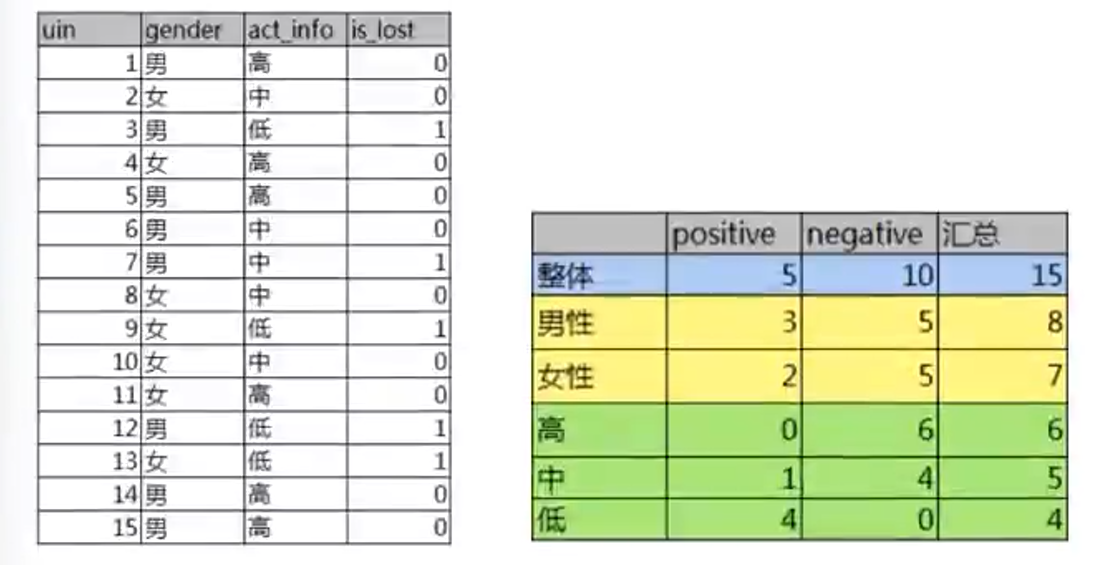 uin gender act_info is_lost
1 男 高 0
2 女 中 0
3 男 低 1
4 女 高 0
5 男 高 0
6 男 中 0
7 男 中 1
8 女 中 0
9 女 低 1
10 女 中 0
11 女 高 0
12 男 低 1
13 女 低 1
14 男 高 0
15 男 高 0
positive negative 汇总
整体 5 10 15
男性 3 5 8
女性 2 5 7
高 0 6 6
中 1 4 5
低 4 0 4